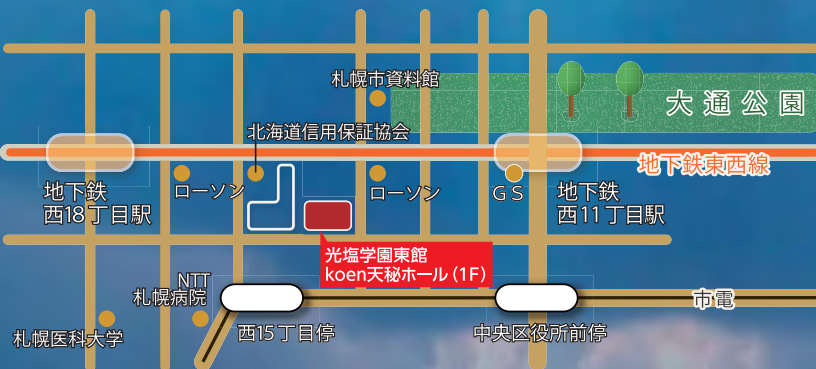 札幌市資料館
大通公園
北海道信用保証協会
地下鉄東西線
地下鉄
西18丁目駅
ローソン
ローソン
GS
地下鉄
西11丁目駅
光塩学園東館
koen天秘ホール(1F)
NTT
札幌病院
市電
札幌医科大学
西15丁目停
中央区役所前停